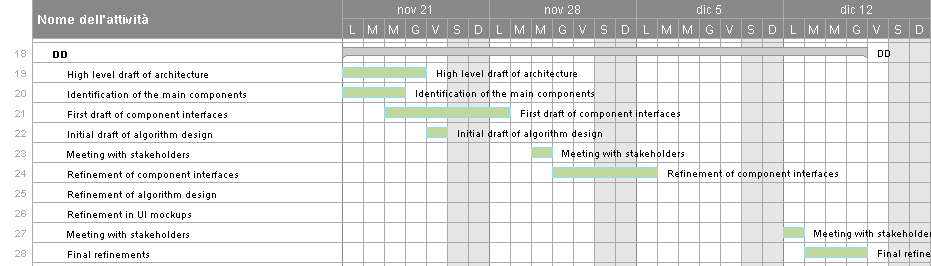 Nome dell'attività nov 21 nov 28 dic 5 dic 12
L M M G V S D L M M G V S D L M M G V S D L M M G V S D
18 DD DD
19 High level draft of architecture High level draft of architecture
20 Identification of the main components Identification of the main components
21 First draft of component interfaces First draft of component interfaces
22 Initial draft of algorithm design Initial draft of algorithm design
23 Meeting with stakeholders Meeting with stakeholders
24 Refinement of component interfaces Refinement of component interfaces
25 Refinement of algorithm design
26 Refinement in UI mockups
27 Meeting with stakeholders Meeting with stakeholder
28 Final refinements Final refine